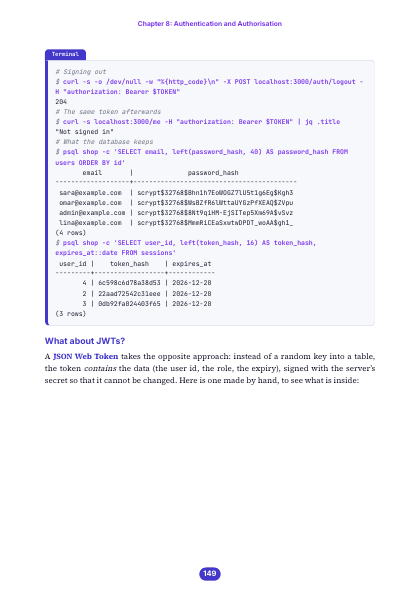 Chapter 8: Authentication and Authorisation
Terminal
# Signing out
$ curl -s -o /dev/null -w "%{http_code}\n" -X POST localhost:3000/auth/logout -
H "authorization: Bearer $TOKEN"
204
# The same token afterwards
$ curl -s localhost:3000/me -H "authorization: Bearer $TOKEN" | jq .title
"Not signed in"
# What the database keeps
$ psql shop -c 'SELECT email, left(password_hash, 40) AS password_hash FROM
users ORDER BY id'
email | password_hash
-------------------+------------------------------------------
sara@example.com | scrypt$32768$8hn1h7EoWOGZ7lU5t1g6Eg$Kgh3
omar@example.com | scrypt$32768$Ws8ZfR6lWttaUYGzPfXEAQ$ZVpu
admin@example.com | scrypt$32768$8Nt9qiHM-EjSITep5Xm69A$vSvz
lina@example.com | scrypt$32768$MmmRiCEaSxwtwDPDT_woAA$gh1_
(4 rows)
$ psql shop -c 'SELECT user_id, left(token_hash, 16) AS token_hash,
expires_at::date FROM sessions'
user_id | token_hash | expires_at
---------+------------------+------------
4 | 6c598c6d78a38d53 | 2026-12-20
2 | 22aad72542c31eee | 2026-12-20
3 | 0db92fa024403f65 | 2026-12-20
(3 rows)
What about JWTs?
A JSON Web Token takes the opposite approach: instead of a random key into a table,
the token contains the data (the user id, the role, the expiry), signed with the server's
secret so that it cannot be changed. Here is one made by hand, to see what is inside:
149